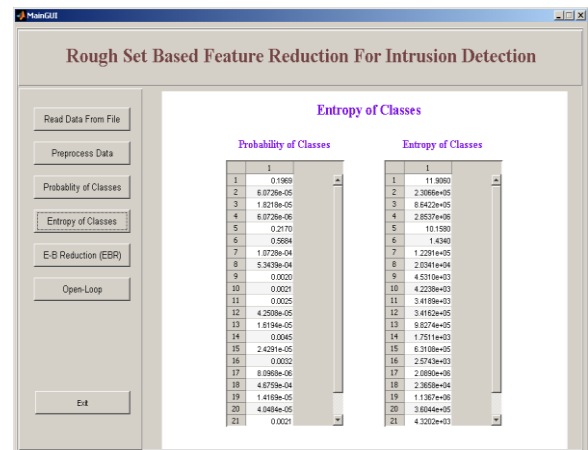 MainGUI
Rough Set Based Feature Reduction For Intrusion Detection
Read Data From File
Preprocess Data
Probablity of Classes
Entropy of Classes
E-B Reduction (EBR)
Open-Loop
Exit
Entropy of Classes
Probability of Classes
1
1 0.1969
2 6.0726e-05
3 1.8218e-05
4 6.0726e-06
5 0.2170
6 0.5684
7 1.0728e-04
8 5.3439e-04
9 0.0020
10 0.0021
11 0.0025
12 4.2508e-05
13 1.6194e-05
14 0.0045
15 2.4291e-05
16 0.0032
17 8.0968e-06
18 4.6759e-04
19 1.4169e-05
20 4.0484e-05
21 0.0021
Entropy of Classes
1
1 11.9060
2 2.3066e+05
3 8.6422e+05
4 2.8537e+06
5 10.1580
6 1.4340
7 1.2291e+05
8 2.0341e+04
9 4.5310e+03
10 4.2238e+03
11 3.4189e+03
12 3.4162e+05
13 9.8274e+05
14 1.7511e+03
15 6.3108e+05
16 2.5743e+03
17 2.0890e+06
18 2.3658e+04
19 1.1367e+06
20 3.6044e+05
21 4.3202e+03